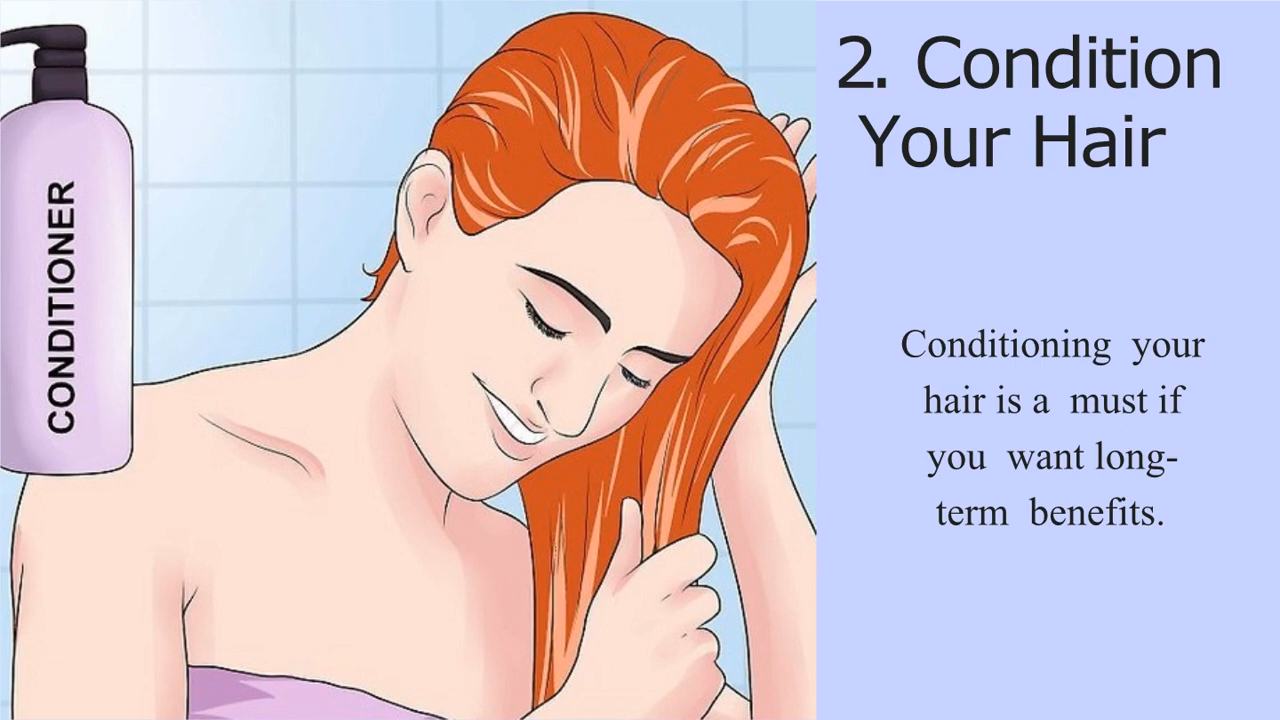 CONDITIONER
2. Condition
Your Hair
Conditioning your
hair is a must if
you want long-
term benefits.